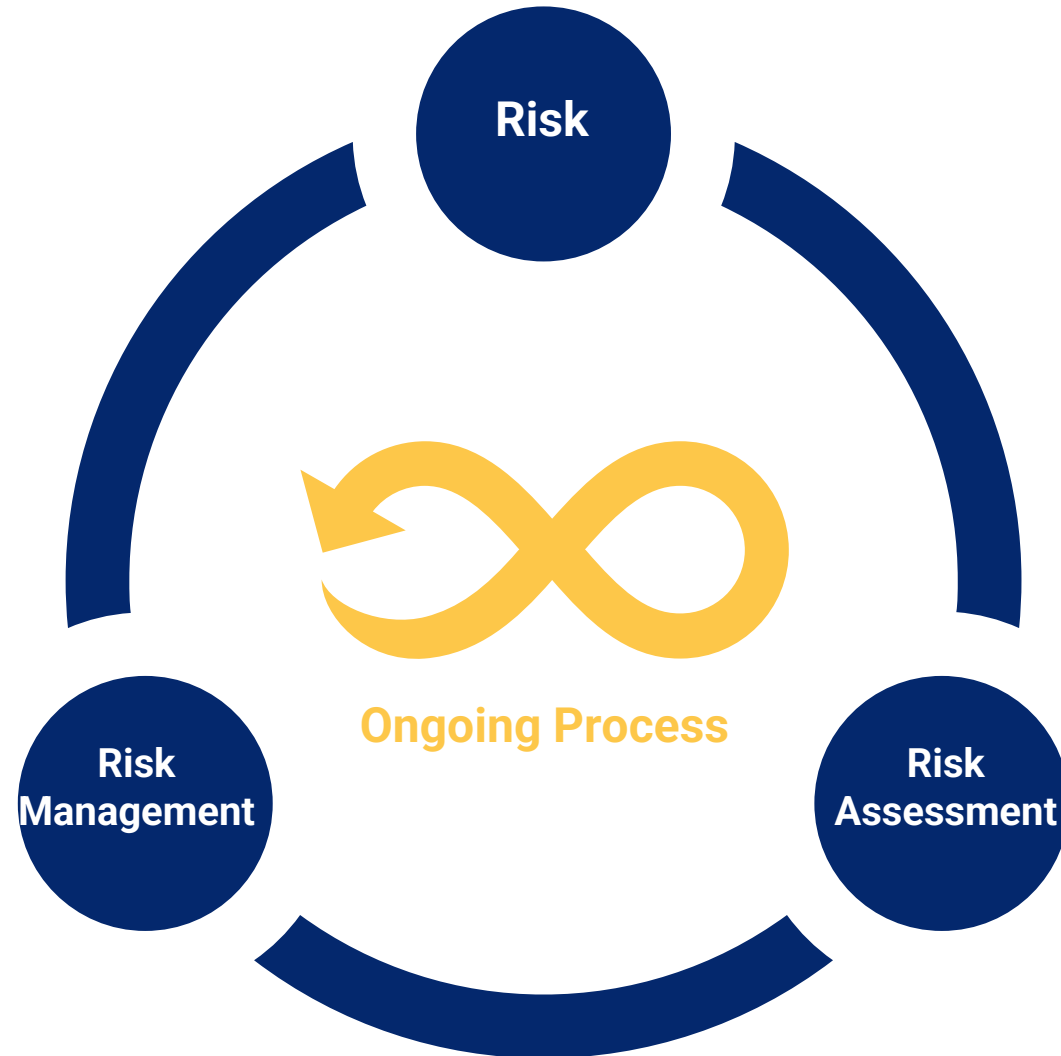 Risk
Ongoing Process
Risk
Management
Risk
Assessment